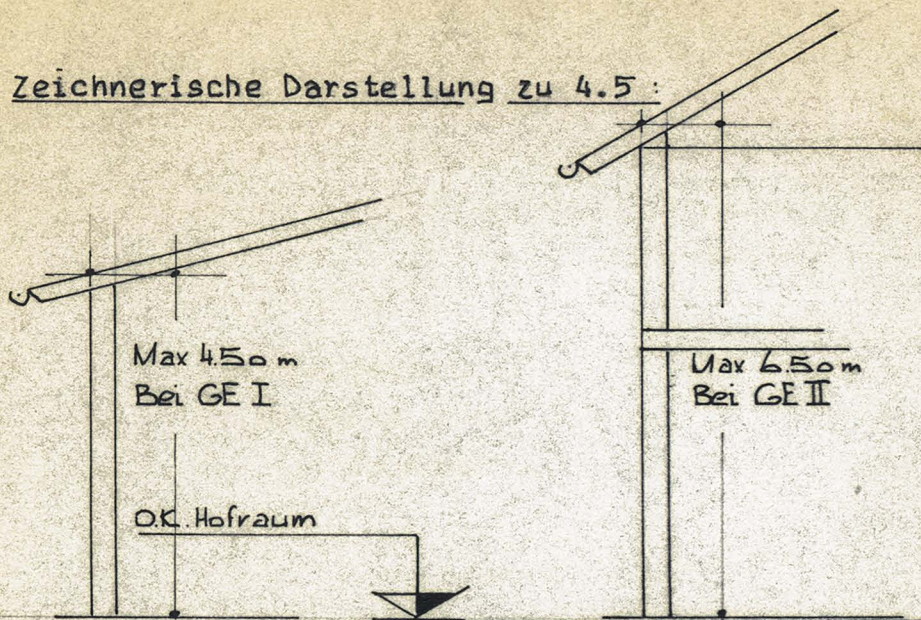 Zeichnerische Darstellung zu 4.5 :
Max 4.50 m
Bei GE I
Max 6.50 m
Bei GE II
O.K. Hofraum